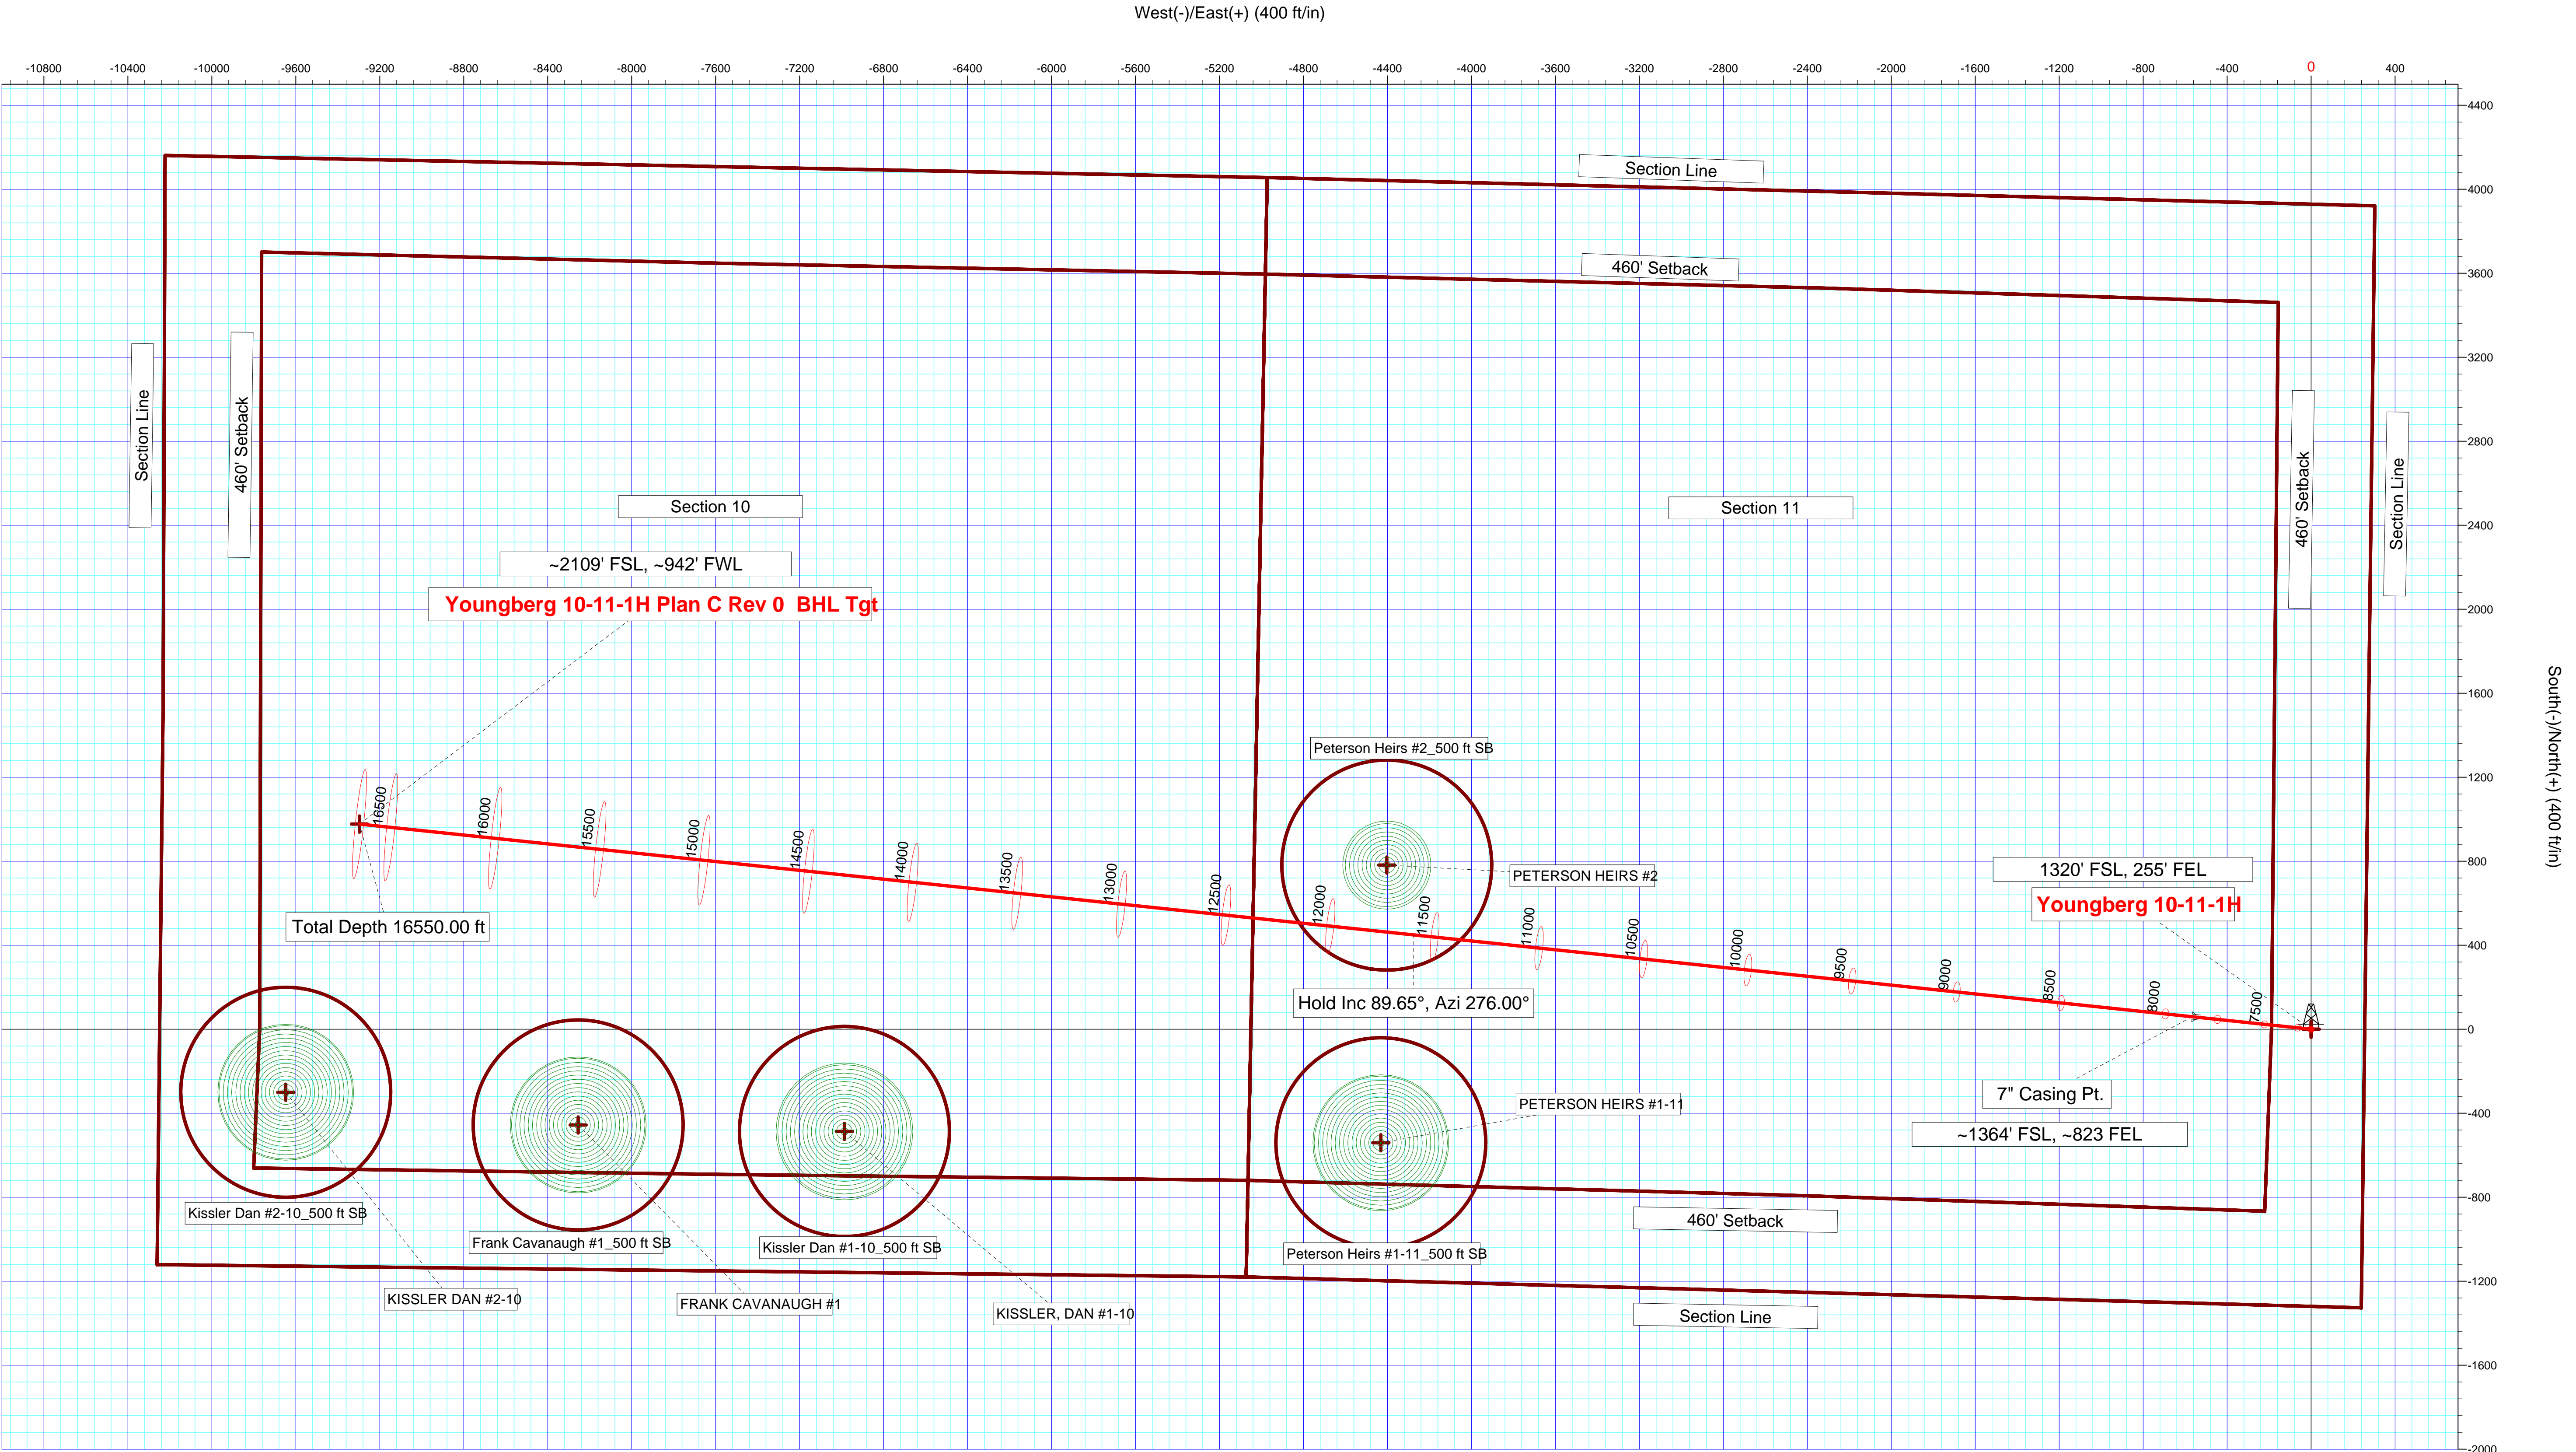 West(-)/East(+) (400 ft/in)
-10800 -10400 -10000 -9600 -9200 -8800 -8400 -8000 -7600 -7200 -6800 -6400 -6000 -5600 -5200 -4800 -4400 -4000 -3600 -3200 -2800 -2400 -2000 -1600 -1200 -800 -400 0 400
4400
4000
3600
3200
2800
2400
2000
1600
1200
800
400
0
-400
-800
-1200
-1600
-2000
South(-)/North(+) (400 ft/in)
Section Line
460' Setback
Section Line
460' Setback
460' Setback
Section Line
Section 10
Section 11
~2109' FSL, ~942' FWL
Youngberg 10-11-1H Plan C Rev 0 BHL Tgt
Peterson Heirs #2_500 ft SB
16500
16000
15500
15000
14500
14000
13500
13000
12500
12000
11500
11000
10500
10000
9500
9000
8500
8000
7500
PETERSON HEIRS #2
1320' FSL, 255' FEL
Youngberg 10-11-1H
Total Depth 16550.00 ft
Hold Inc 89.65°, Azi 276.00°
7" Casing Pt.
~1364' FSL, ~823 FEL
PETERSON HEIRS #1-11
Kissler Dan #2-10_500 ft SB
Frank Cavanaugh #1_500 ft SB
Kissler Dan #1-10_500 ft SB
Peterson Heirs #1-11_500 ft SB
460' Setback
KISSLER DAN #2-10
FRANK CAVANAUGH #1
KISSLER, DAN #1-10
Section Line